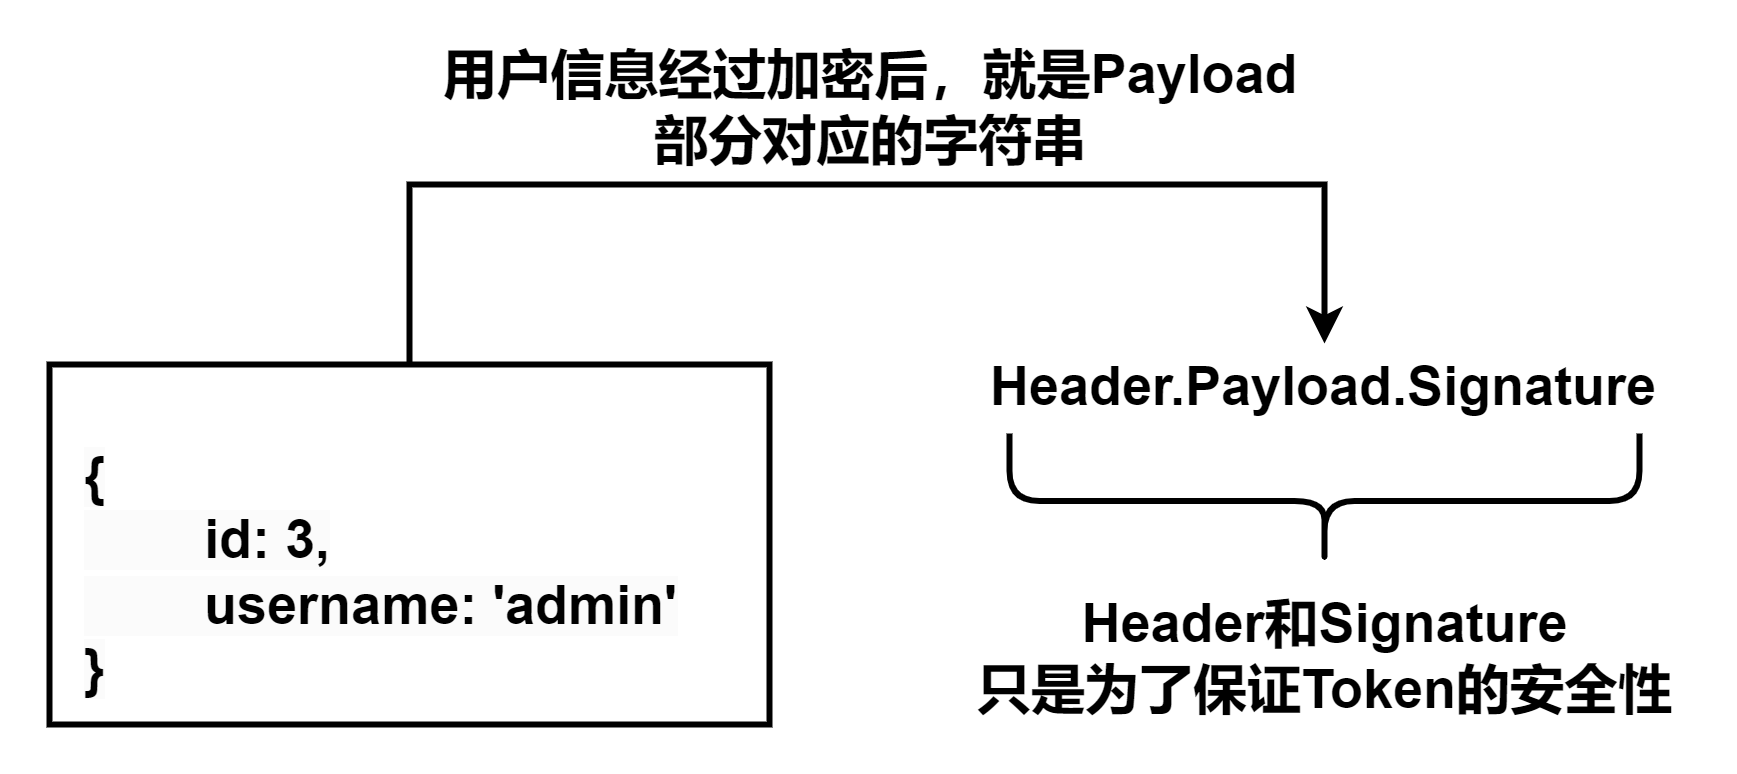 用户信息经过加密后，就是Payload
部分对应的字符串
{
id: 3,
username: 'admin'
}
Header.Payload.Signature
Header和Signature
只是为了保证Token的安全性